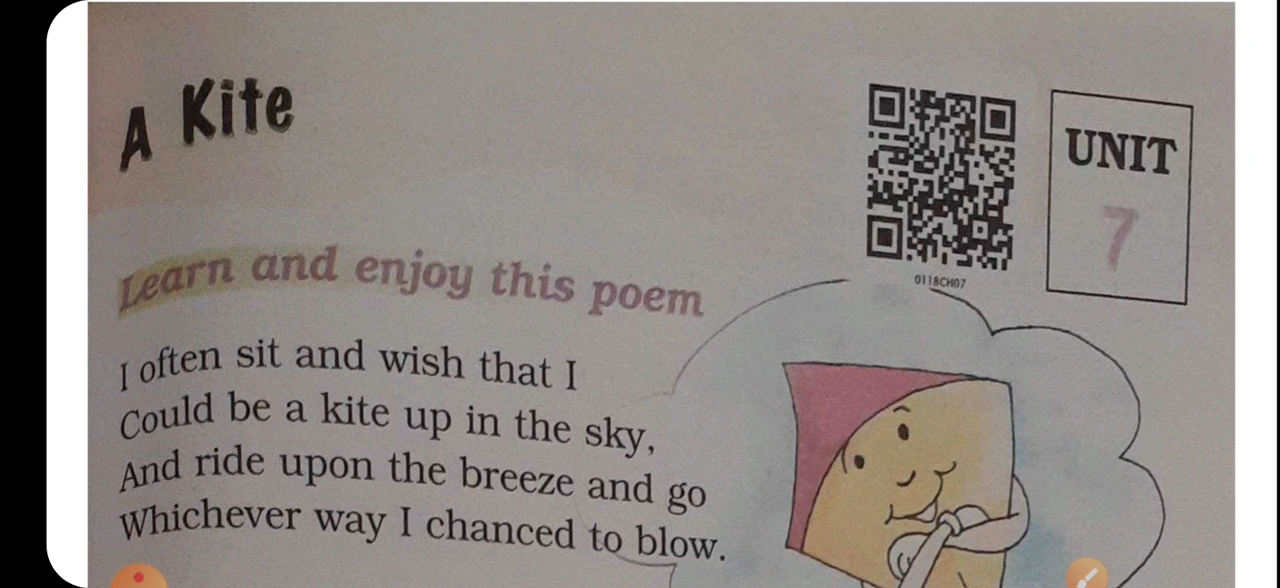 A Kite
UNIT
7
0118CH07
Learn and enjoy this poem
I often sit and wish that I
Could be a kite up in the sky,
And ride upon the breeze and go
Whichever way I chanced to blow.